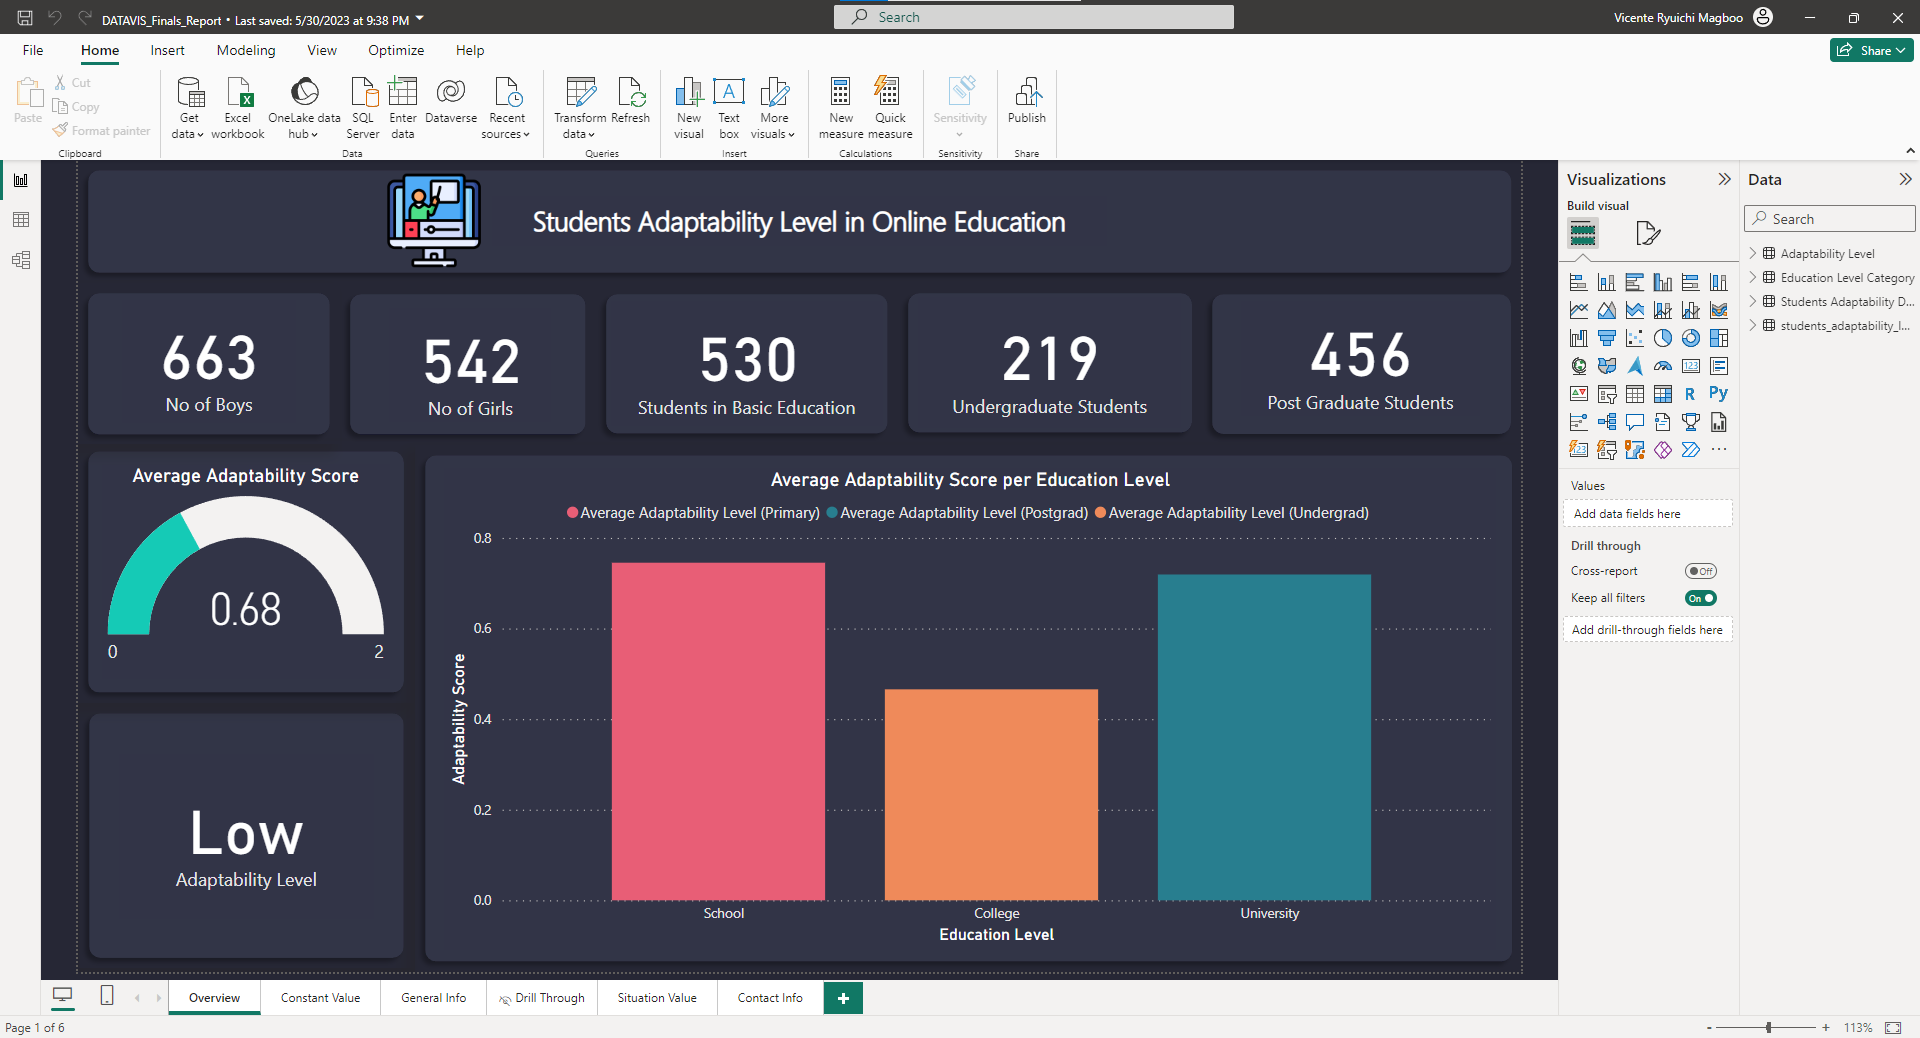 DATAVIS_Finals_Report • Last saved: 5/30/2023 at 9:38 PM
Search
Vicente Ryuichi Magboo
File Home Insert Modeling View Optimize Help
Share
Paste
Cut
Copy
Format painter
Clipboard
Get data
Excel workbook
OneLake data hub
SQL Server
Enter data
Dataverse
Recent sources
Data
Transform data
Refresh
Queries
New visual
Text box
More visuals
Insert
New measure
Quick measure
Calculations
Sensitivity
Sensitivity
Publish
Share
Students Adaptability Level in Online Education
663
No of Boys
542
No of Girls
530
Students in Basic Education
219
Undergraduate Students
456
Post Graduate Students
Average Adaptability Score
0.68
0
2
Low
Adaptability Level
Average Adaptability Score per Education Level
Average Adaptability Level (Primary) Average Adaptability Level (Postgrad) Average Adaptability Level (Undergrad)
0.8
0.6
0.4
0.2
0.0
Adaptability Score
School College University
Education Level
Visualizations
Build visual
123
R
Py
123
Values
Add data fields here
Drill through
Cross-report
Off
Keep all filters
On
Add drill-through fields here
Data
Search
Adaptability Level
Education Level Category
Students Adaptability D...
students_adaptability_l...
Overview Constant Value General Info Drill Through Situation Value Contact Info +
Page 1 of 6
- + 113%